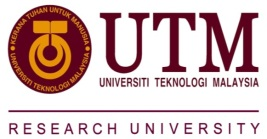 KERANA TUHAN UNTUK MANUSIA
UNIVERSITI TEKNOLOGI MALAYSIA
UTM
UNIVERSITI TEKNOLOGI MALAYSIA
RESEARCH UNIVERSITY